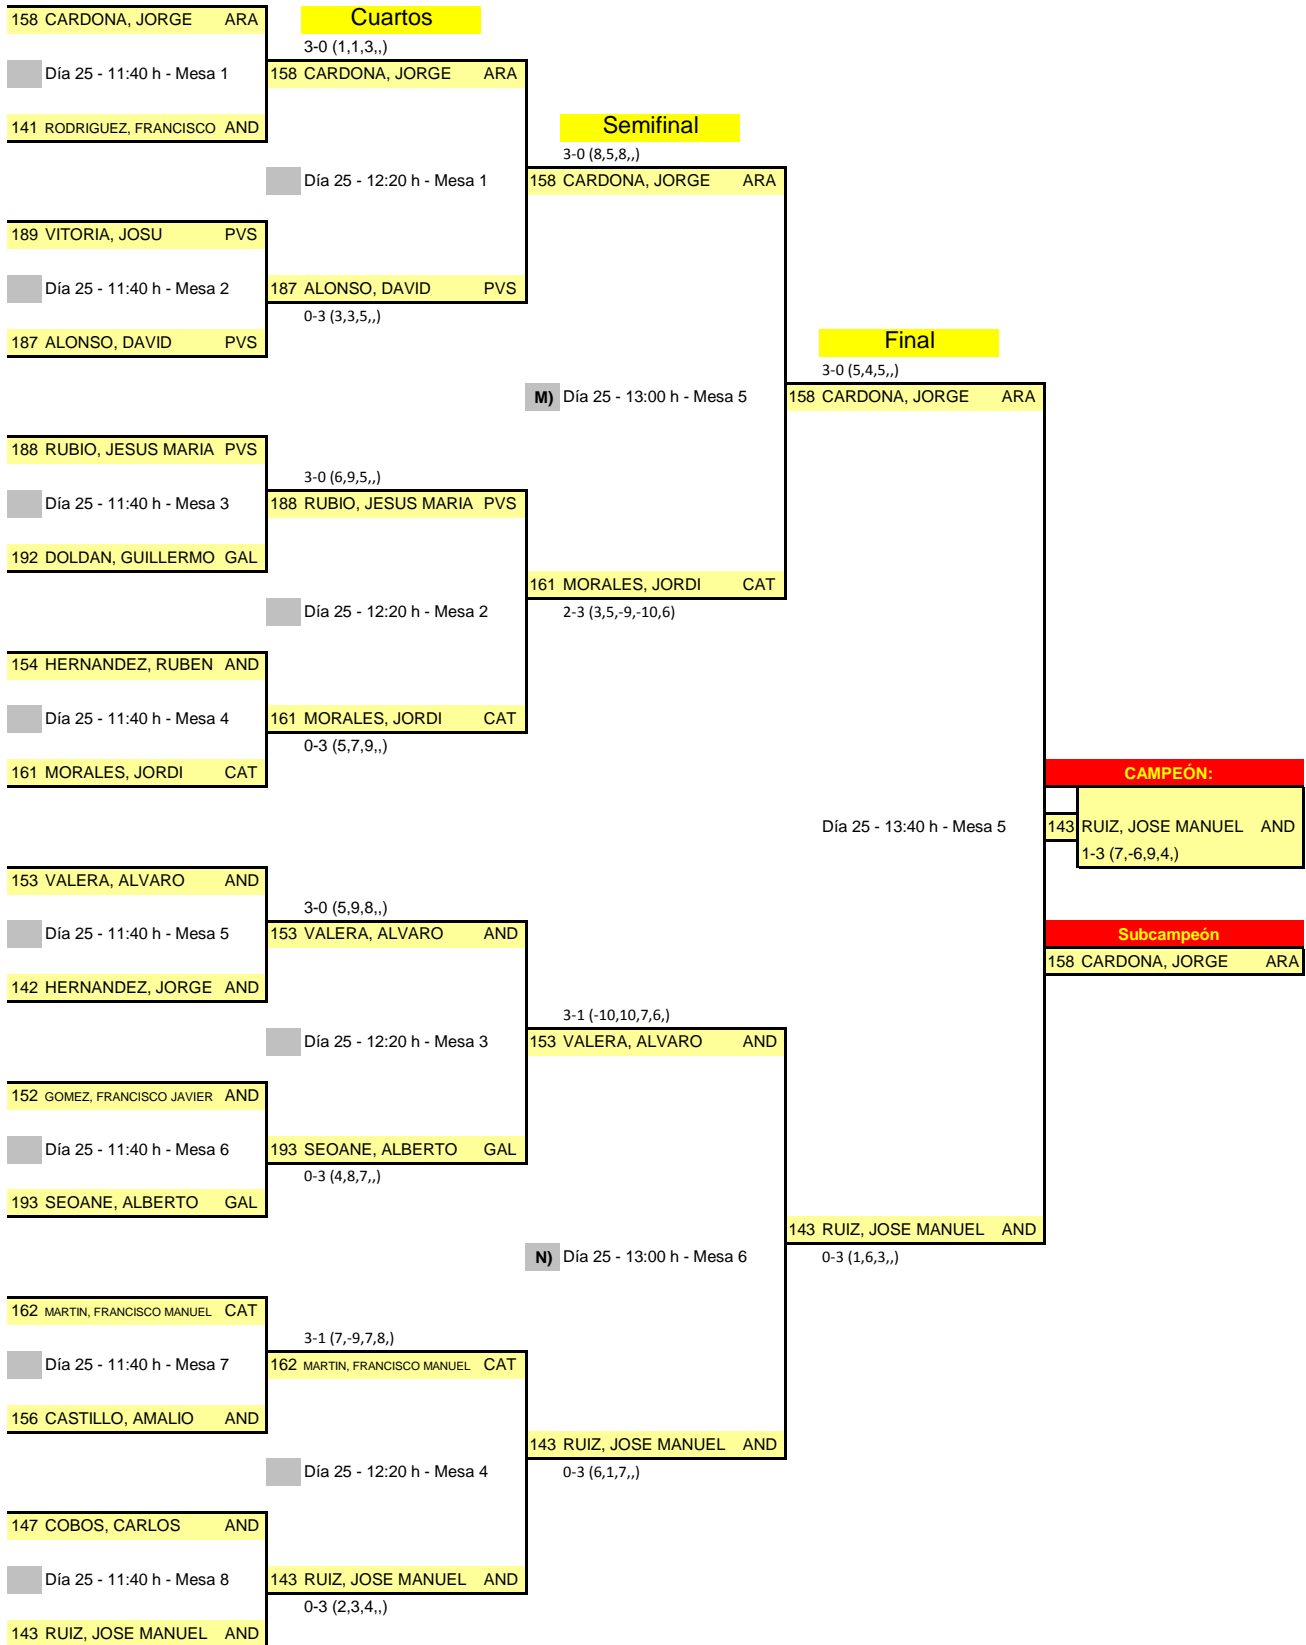 158 CARDONA, JORGE ARA
Cuartos
3-0 (1,1,3,,)
Día 25 - 11:40 h - Mesa 1
158 CARDONA, JORGE ARA
141 RODRIGUEZ, FRANCISCO AND
Semifinal
3-0 (8,5,8,,)
Día 25 - 12:20 h - Mesa 1
158 CARDONA, JORGE ARA
189 VITORIA, JOSU PVS
Día 25 - 11:40 h - Mesa 2
187 ALONSO, DAVID PVS
0-3 (3,3,5,,)
187 ALONSO, DAVID PVS
Final
3-0 (5,4,5,,)
M) Día 25 - 13:00 h - Mesa 5
158 CARDONA, JORGE ARA
188 RUBIO, JESUS MARIA PVS
3-0 (6,9,5,,)
Día 25 - 11:40 h - Mesa 3
188 RUBIO, JESUS MARIA PVS
192 DOLDAN, GUILLERMO GAL
161 MORALES, JORDI CAT
Día 25 - 12:20 h - Mesa 2
2-3 (3,5,-9,-10,6)
154 HERNANDEZ, RUBEN AND
Día 25 - 11:40 h - Mesa 4
161 MORALES, JORDI CAT
0-3 (5,7,9,,)
161 MORALES, JORDI CAT
CAMPEÓN:
Día 25 - 13:40 h - Mesa 5
143 RUIZ, JOSE MANUEL AND
1-3 (7,-6,9,4,)
153 VALERA, ALVARO AND
3-0 (5,9,8,,)
Día 25 - 11:40 h - Mesa 5
153 VALERA, ALVARO AND
Subcampeón
158 CARDONA, JORGE ARA
142 HERNANDEZ, JORGE AND
3-1 (-10,10,7,6,)
Día 25 - 12:20 h - Mesa 3
153 VALERA, ALVARO AND
152 GOMEZ, FRANCISCO JAVIER AND
Día 25 - 11:40 h - Mesa 6
193 SEOANE, ALBERTO GAL
0-3 (4,8,7,,)
193 SEOANE, ALBERTO GAL
143 RUIZ, JOSE MANUEL AND
N) Día 25 - 13:00 h - Mesa 6
0-3 (1,6,3,,)
162 MARTIN, FRANCISCO MANUEL CAT
3-1 (7,-9,7,8,)
Día 25 - 11:40 h - Mesa 7
162 MARTIN, FRANCISCO MANUEL CAT
156 CASTILLO, AMALIO AND
143 RUIZ, JOSE MANUEL AND
Día 25 - 12:20 h - Mesa 4
0-3 (6,1,7,,)
147 COBOS, CARLOS AND
Día 25 - 11:40 h - Mesa 8
143 RUIZ, JOSE MANUEL AND
0-3 (2,3,4,,)
143 RUIZ, JOSE MANUEL AND